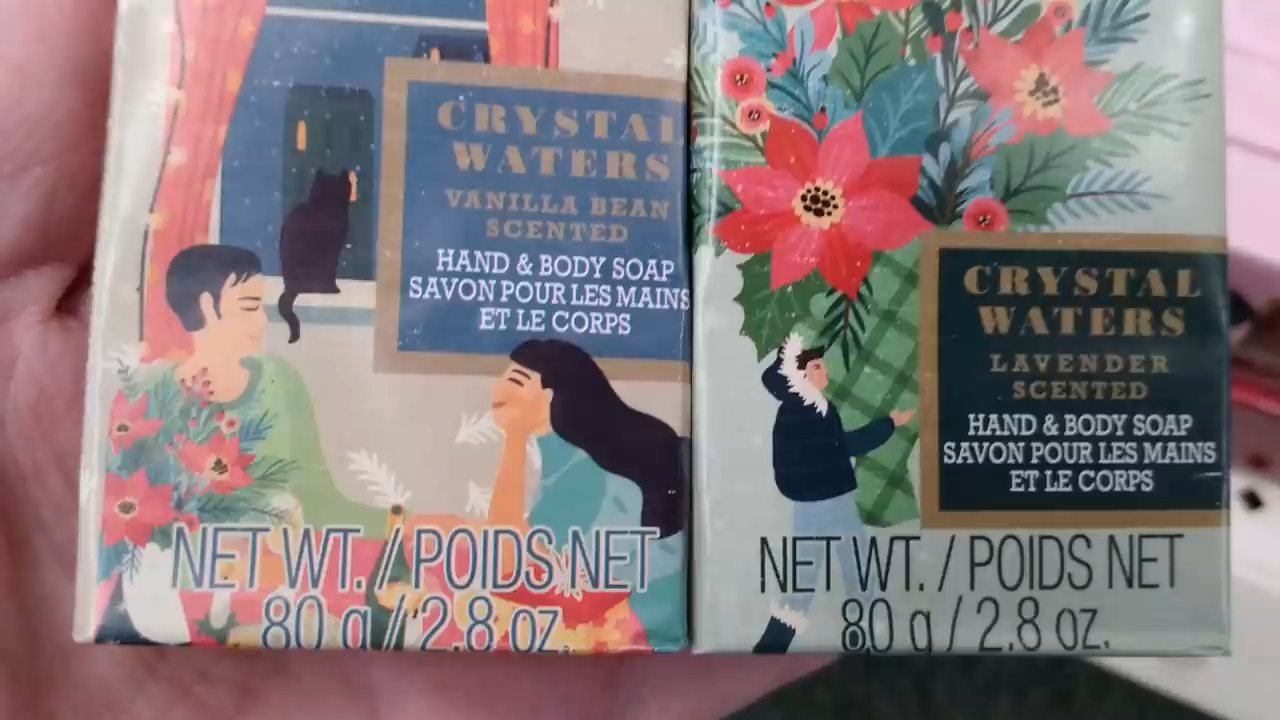 CRYSTAL
WATERS
VANILLA BEAN
SCENTED
HAND & BODY SOAP
SAVON POUR LES MAINS
ET LE CORPS
NET WT. / POIDS NET
80 g / 2.8 oz.
CRYSTAL
WATERS
LAVENDER
SCENTED
HAND & BODY SOAP
SAVON POUR LES MAINS
ET LE CORPS
NET WT. / POIDS NET
80 g / 2.8 oz.